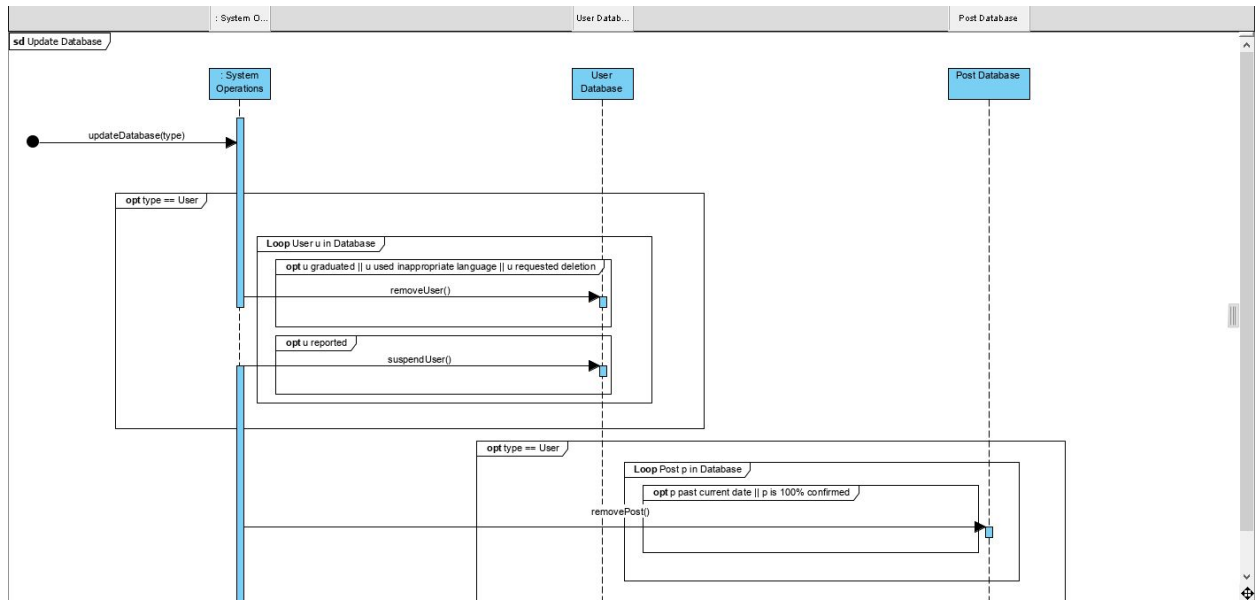 : System O...
User Datab...
Post Database
sd Update Database
: System
Operations
User
Database
Post Database
updateDatabase(type)
opt type == User
Loop User u in Database
opt u graduated || u used inappropriate language || u requested deletion
removeUser()
opt u reported
suspendUser()
opt type == User
Loop Post p in Database
opt p past current date || p is 100% confirmed
removePost()